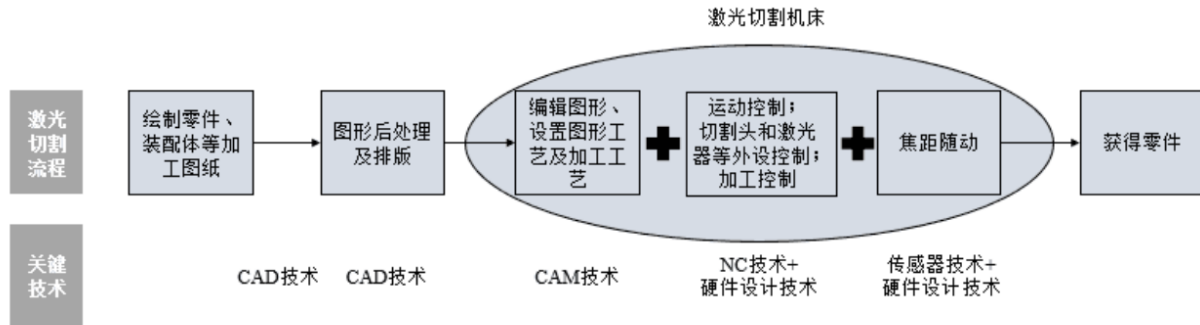 激光切割机床
激光
切割
流程
绘制零件、
装配体等加
工图纸
图形后处理
及排版
编辑图形、
设置图形工
艺及加工工
艺
运动控制；
切割头和激光
器等外设控制；
加工控制
焦距随动
获得零件
关键
技术
CAD技术
CAD技术
CAM技术
NC技术+
硬件设计技术
传感器技术+
硬件设计技术